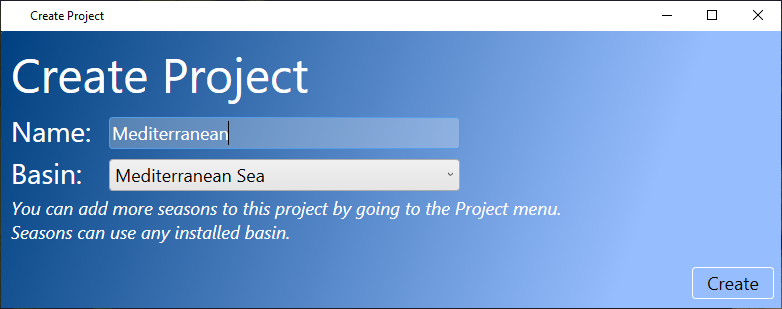 Create Project
Create Project
Name: Mediterranean
Basin: Mediterranean Sea
You can add more seasons to this project by going to the Project menu.
Seasons can use any installed basin.
Create